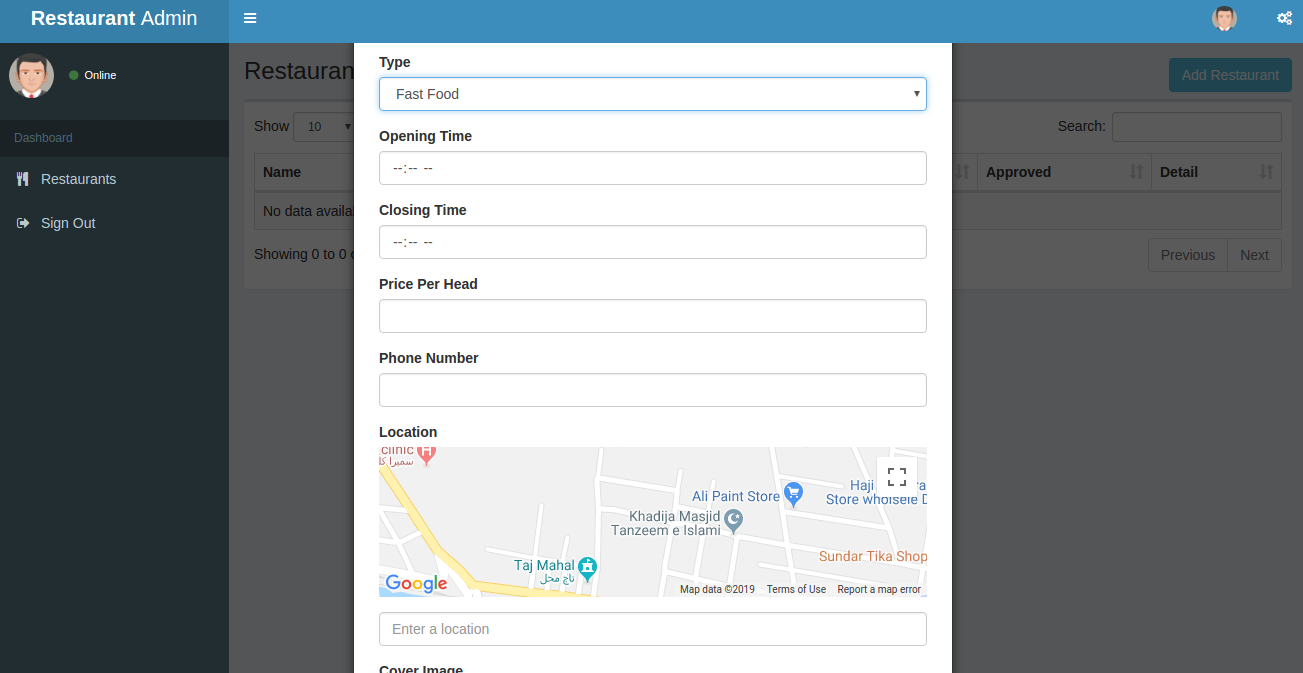 Restaurant Admin
Online
Dashboard
Restaurants
Sign Out
Restauran
Add Restaurant
Show 10
Search:
Name
Approved
Detail
No data availa
Showing 0 to 0
Previous
Next
Type
Fast Food
Opening Time
--:-- --
Closing Time
--:-- --
Price Per Head
Phone Number
Location
clinic
Ali Paint Store
Haji
Store wholsele
Khadija Masjid
Tanzeem e Islami
Sundar Tika Shop
Taj Mahal
تاج محل
Google
Map data ©2019
Terms of Use
Report a map error
Enter a location
Cover Image